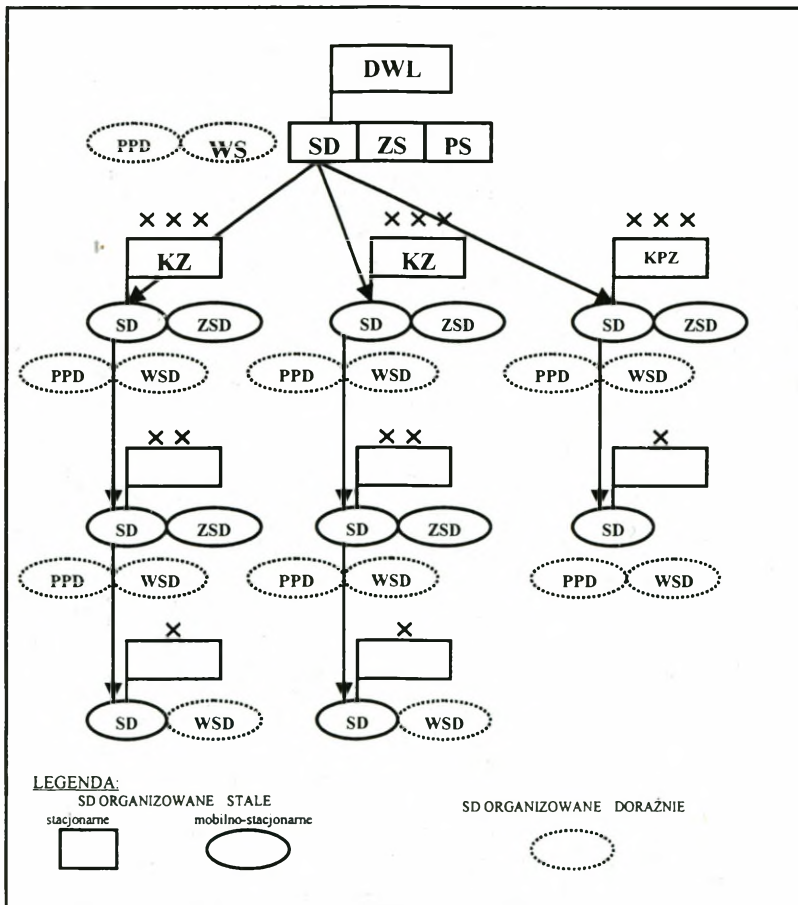 DWL
PPD WS SD ZS PS
× × × × × × × × ×
KZ KZ KPZ
SD ZSD SD ZSD SD ZSD
PPD WSD PPD WSD PPD WSD
× × × × ×
SD ZSD SD ZSD SD
PPD WSD PPD WSD PPD WSD
× ×
SD WSD SD WSD
LEGENDA:
SD ORGANIZOWANE STALE SD ORGANIZOWANE DORAŹNIE
stacjonarne mobilno-stacjonarne